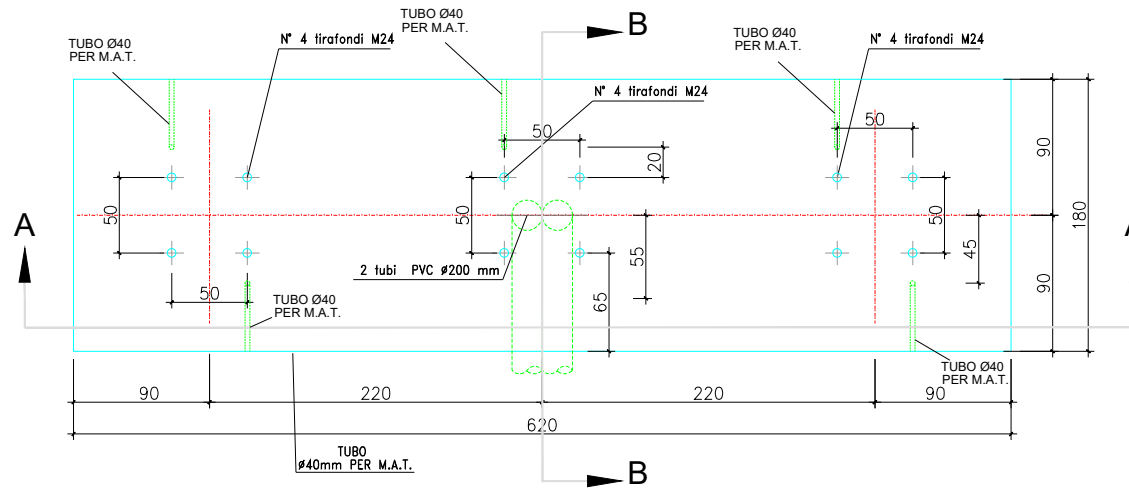 TUBO Ø40
PER M.A.T.
N° 4 tirafondi M24
TUBO Ø40
PER M.A.T.
B
TUBO Ø40
PER M.A.T.
N° 4 tirafondi M24
N° 4 tirafondi M24
50
50
20
90
180
50
50
50
A
A
2 tubi PVC Ø200 mm
55
45
50
65
90
TUBO Ø40
PER M.A.T.
TUBO Ø40
PER M.A.T.
90
220
220
90
620
TUBO
Ø40mm PER M.A.T.
B